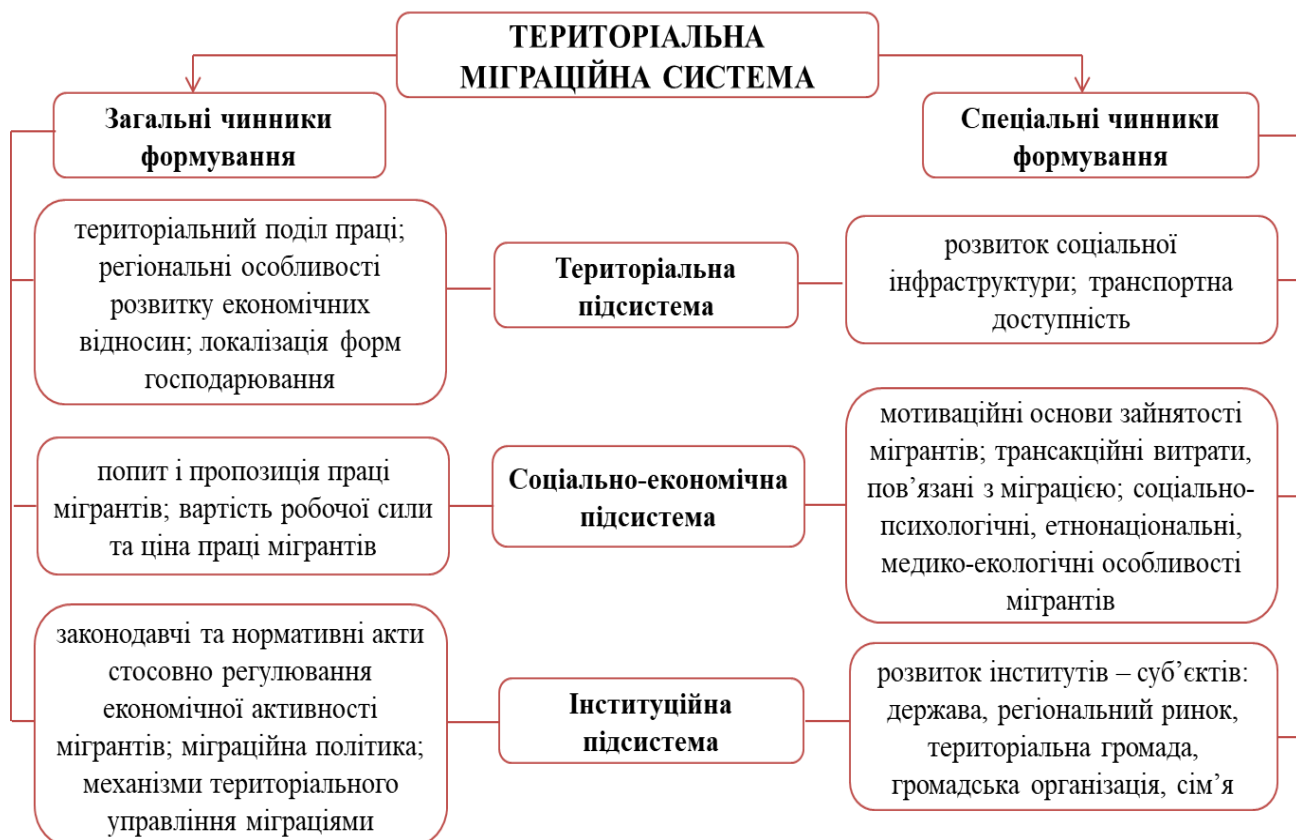 ТЕРИТОРІАЛЬНА
МІГРАЦІЙНА СИСТЕМА
Загальні чинники
формування
Спеціальні чинники
формування
територіальний поділ праці;
регіональні особливості
розвитку економічних
відносин; локалізація форм
господарювання
Територіальна
підсистема
розвиток соціальної
інфраструктури; транспортна
доступність
попит і пропозиція праці
мігрантів; вартість робочої сили
та ціна праці мігрантів
Соціально-економічна
підсистема
мотиваційні основи зайнятості
мігрантів; трансакційні витрати,
пов’язані з міграцією; соціально-
психологічні, етнонаціональні,
медико-екологічні особливості
мігрантів
законодавчі та нормативні акти
стосовно регулювання
економічної активності
мігрантів; міграційна політика;
механізми територіального
управління міграціями
Інституційна
підсистема
розвиток інститутів – суб’єктів:
держава, регіональний ринок,
територіальна громада,
громадська організація, сім’я